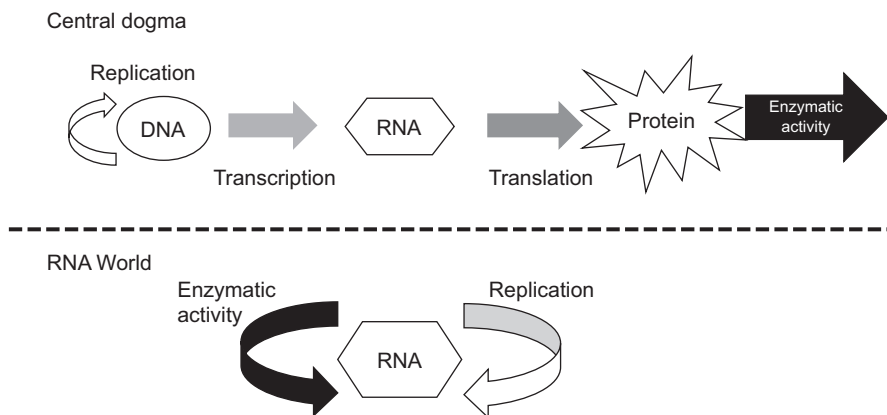 Central dogma
Replication
DNA
RNA
Protein
Enzymatic
activity
Transcription
Translation
RNA World
Enzymatic
activity
Replication
RNA